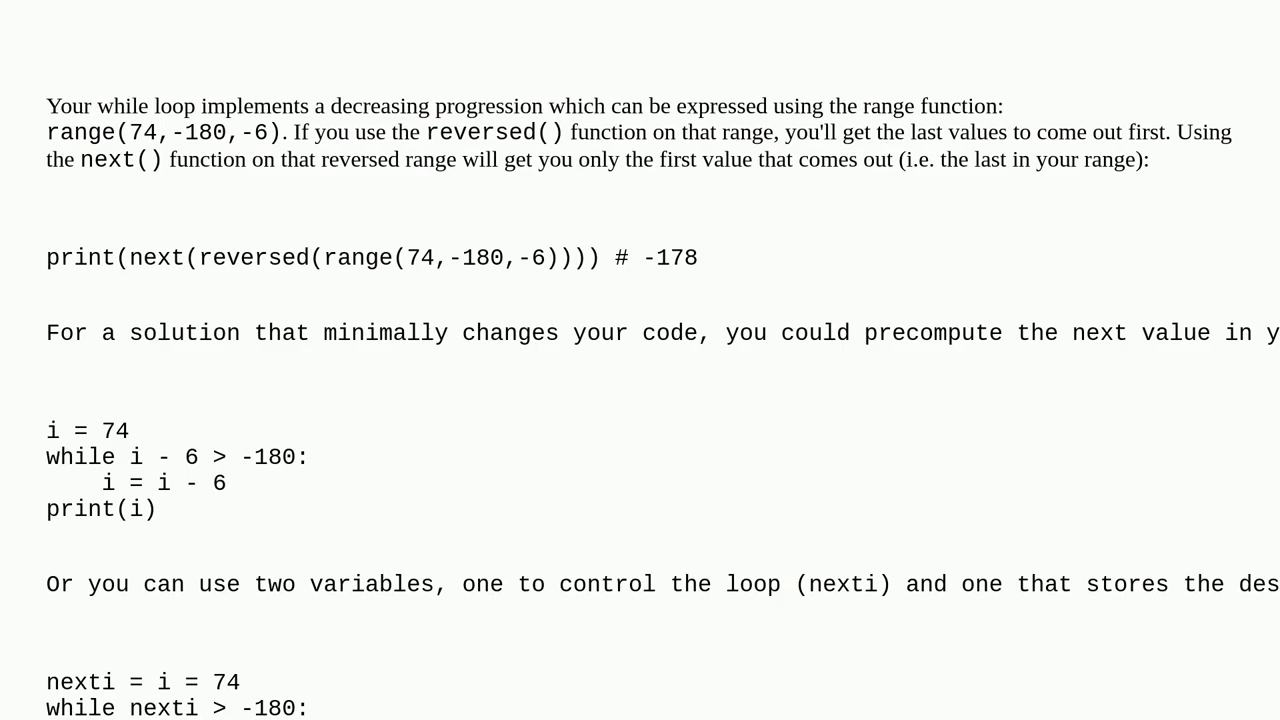 Your while loop implements a decreasing progression which can be expressed using the range function:
range(74,-180,-6). If you use the reversed() function on that range, you'll get the last values to come out first. Using
the next() function on that reversed range will get you only the first value that comes out (i.e. the last in your range):
print(next(reversed(range(74,-180,-6)))) # -178
For a solution that minimally changes your code, you could precompute the next value in y
i = 74
while i - 6 > -180:
    i = i - 6
print(i)
Or you can use two variables, one to control the loop (nexti) and one that stores the des
nexti = i = 74
while nexti > -180: